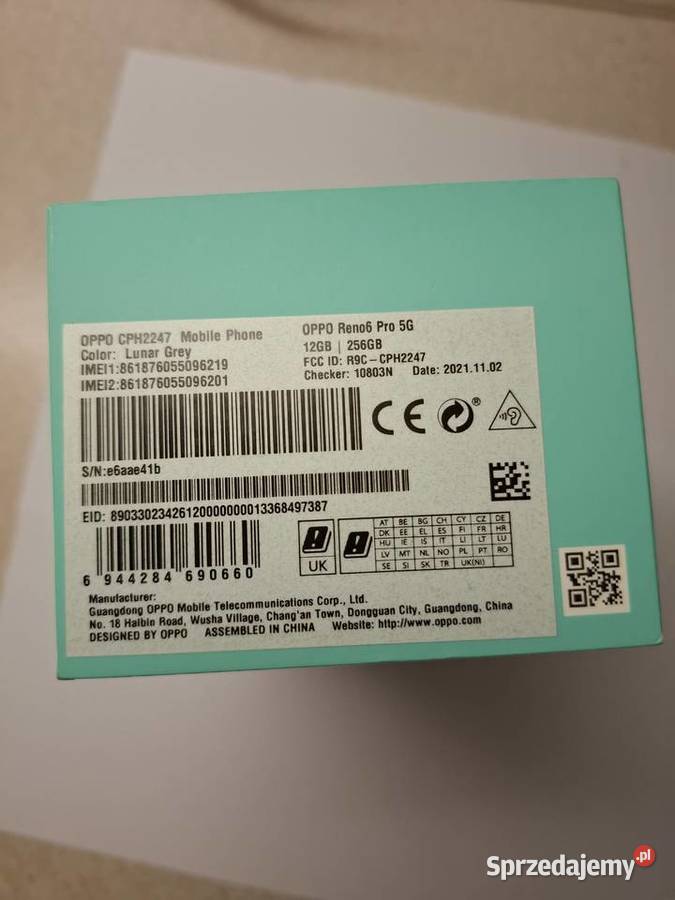 OPPO CPH2247 Mobile Phone
Color: Lunar Grey
IMEI1:861876055096219
IMEI2:861876055096201
OPPO Reno6 Pro 5G
12GB | 256GB
FCC ID: R9C-CPH2247
Checker: 10803N Date: 2021.11.02
CE ®
S/N:e6aae41b
EID: 89033023426120000000013368497387
6 944284 690660
UK
AT BE BG CH CY CZ DE
DK EE EL ES FI FR HR
HU IE IS IT LI LT LU
LV MT NL NO PL PT RO
SE SI SK TR UK(NI)
Manufacturer:
Guangdong OPPO Mobile Telecommunications Corp., Ltd.
No. 18 Haibin Road, Wusha Village, Chang'an Town, Dongguan City, Guangdong, China
DESIGNED BY OPPO ASSEMBLED IN CHINA Website: http://www.oppo.com
Sprzedajemy.pl